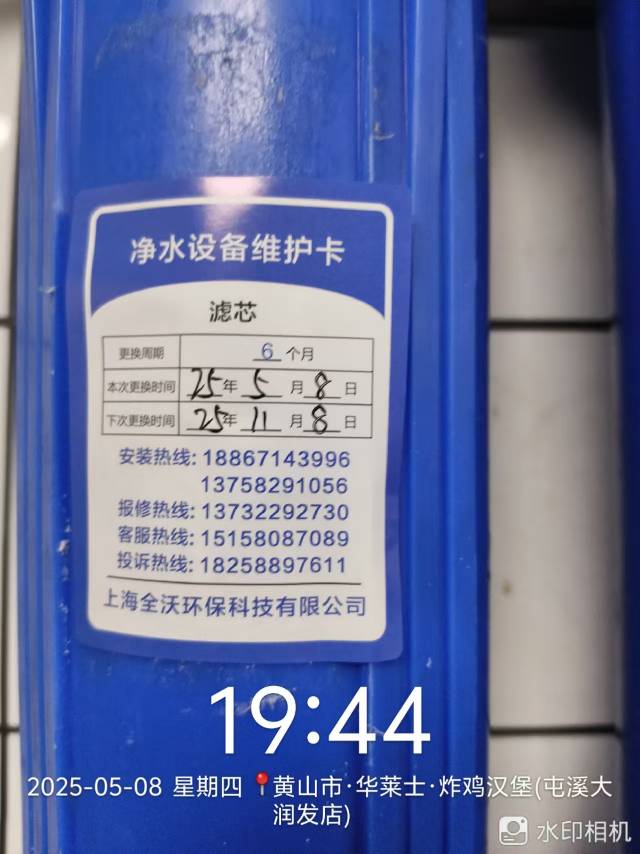 净水设备维护卡
滤芯
更换周期 6 个月
本次更换时间 25年 5 月 8 日
下次更换时间 25年 11 月 8 日
安装热线: 18867143996
13758291056
报修热线: 13732292730
客服热线: 15158087089
投诉热线: 18258897611
上海全沃环保科技有限公司
19:44
2025-05-08 星期四 📍黄山市·华莱士·炸鸡汉堡(屯溪大
润发店)
水印相机